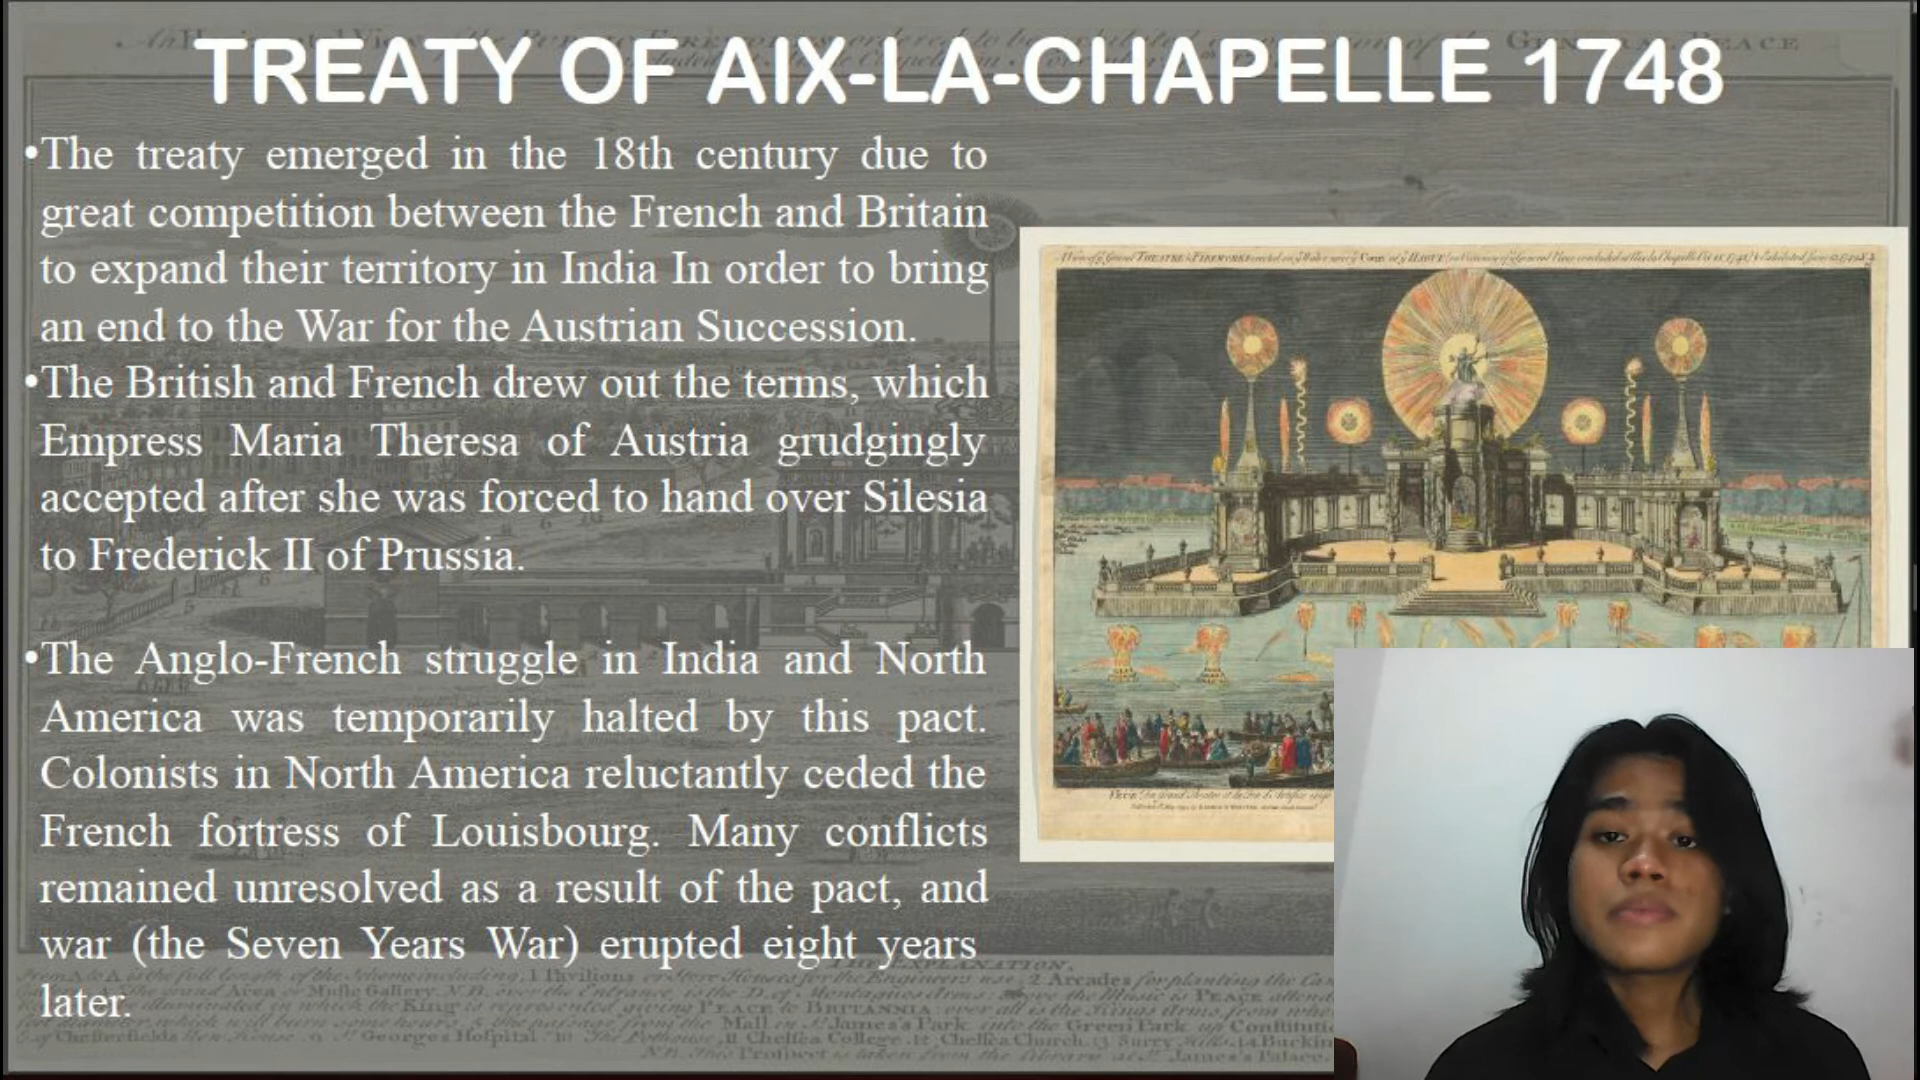 TREATY OF AIX-LA-CHAPELLE 1748
•The treaty emerged in the 18th century due to
great competition between the French and Britain
to expand their territory in India In order to bring
an end to the War for the Austrian Succession.
•The British and French drew out the terms, which
Empress Maria Theresa of Austria grudgingly
accepted after she was forced to hand over Silesia
to Frederick II of Prussia.
•The Anglo-French struggle in India and North
America was temporarily halted by this pact.
Colonists in North America reluctantly ceded the
French fortress of Louisbourg. Many conflicts
remained unresolved as a result of the pact, and
war (the Seven Years War) erupted eight years
later.